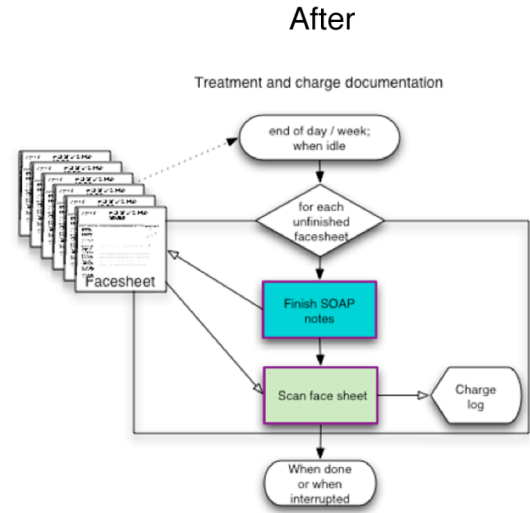 After
Treatment and charge documentation
end of day / week;
when idle
for each
unfinished
facesheet
Facesheet
Finish SOAP
notes
Scan face sheet
Charge
log
When done
or when
interrupted